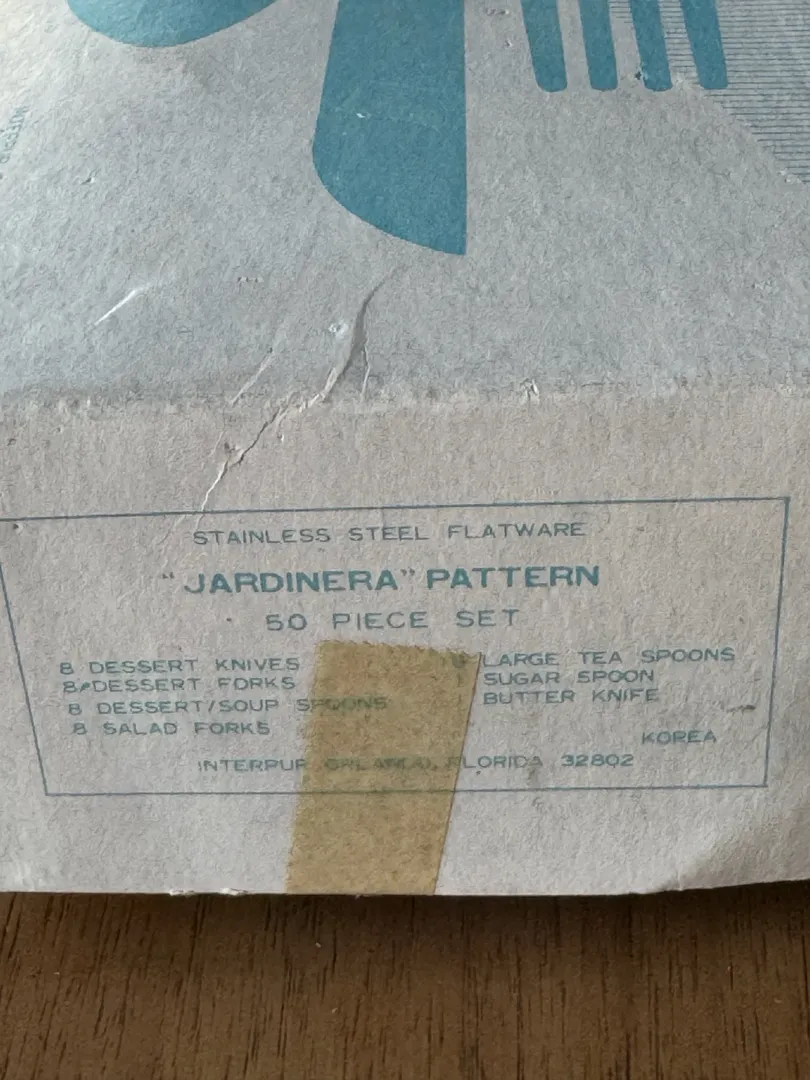 STAINLESS STEEL FLATWARE
"JARDINERA" PATTERN
50 PIECE SET
8 DESSERT KNIVES
8 DESSERT FORKS
8 DESSERT/SOUP SPOONS
8 SALAD FORKS
LARGE TEA SPOONS
SUGAR SPOON
BUTTER KNIFE
KOREA
INTERPUR ORLANDO, FLORIDA 32802